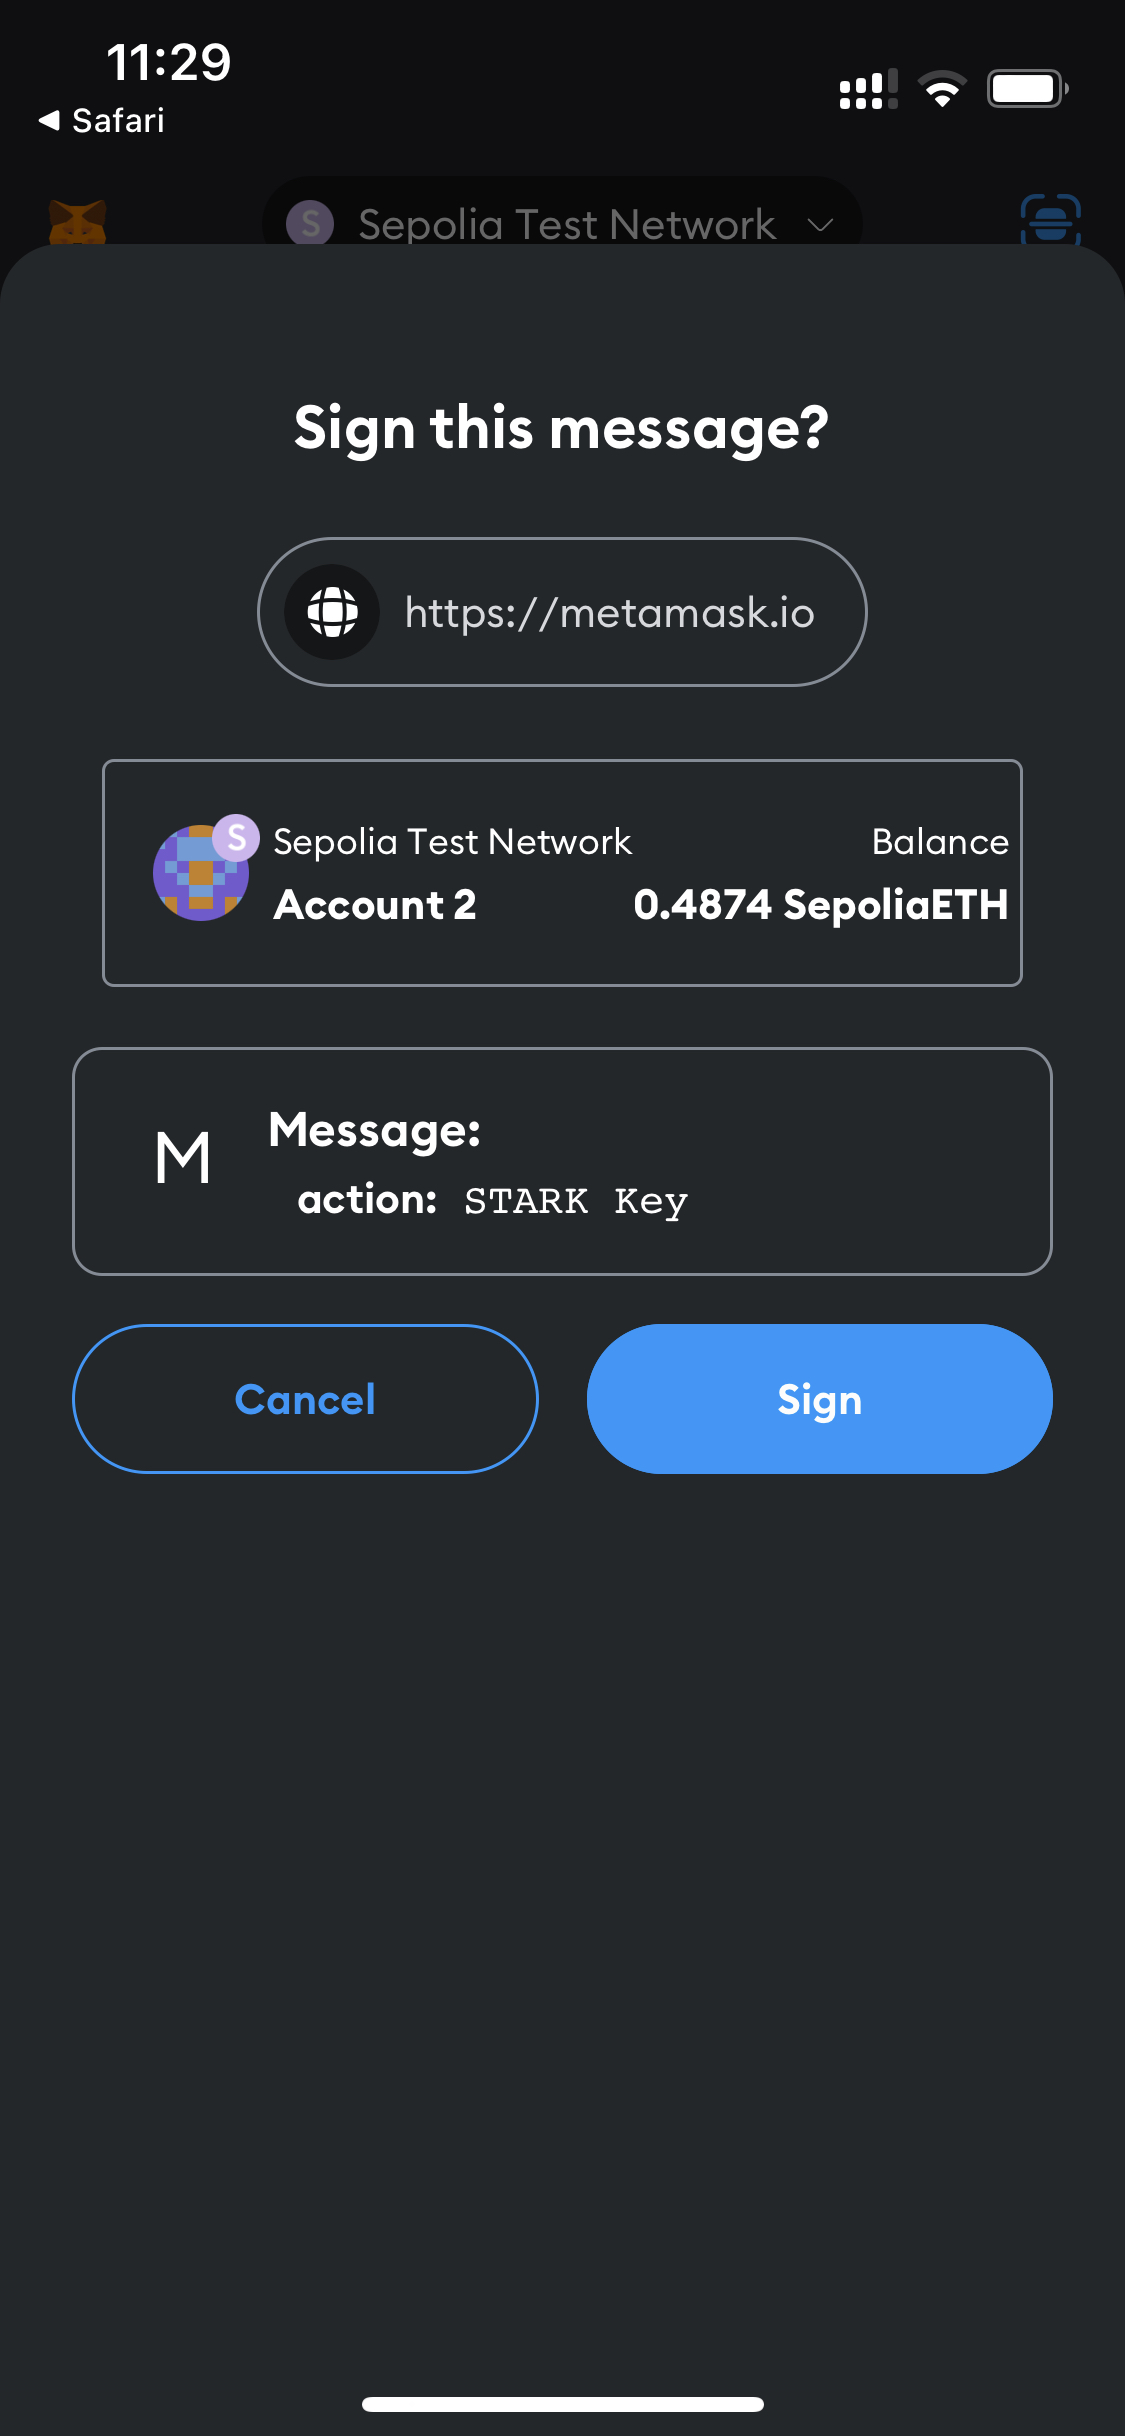 11:29
Safari
S Sepolia Test Network
Sign this message?
https://metamask.io
S Sepolia Test Network Balance
Account 2 0.4874 SepoliaETH
M
Message:
action: STARK Key
Cancel Sign